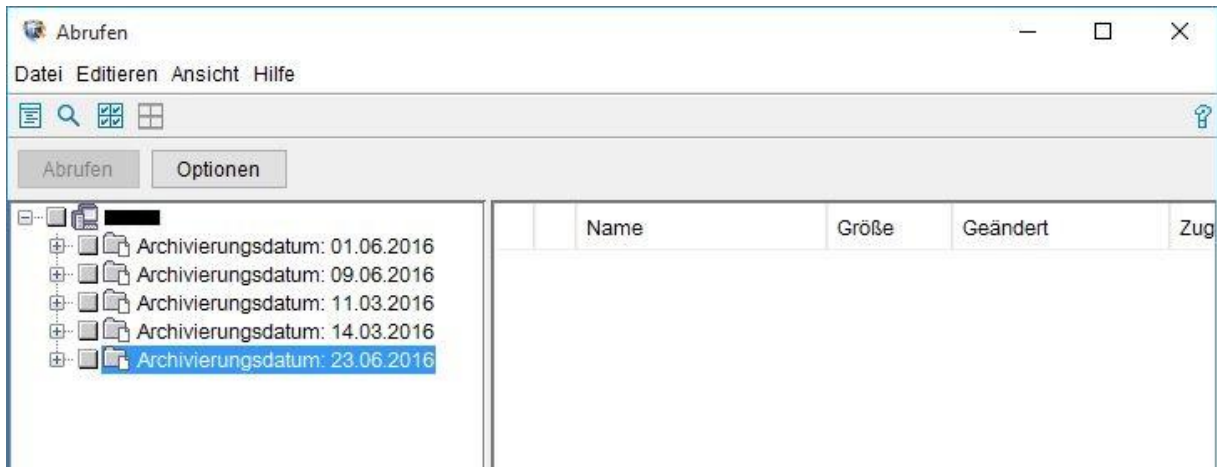 Abrufen
Datei Editieren Ansicht Hilfe
Abrufen Optionen
Name Größe Geändert Zug
Archivierungsdatum: 01.06.2016
Archivierungsdatum: 09.06.2016
Archivierungsdatum: 11.03.2016
Archivierungsdatum: 14.03.2016
Archivierungsdatum: 23.06.2016